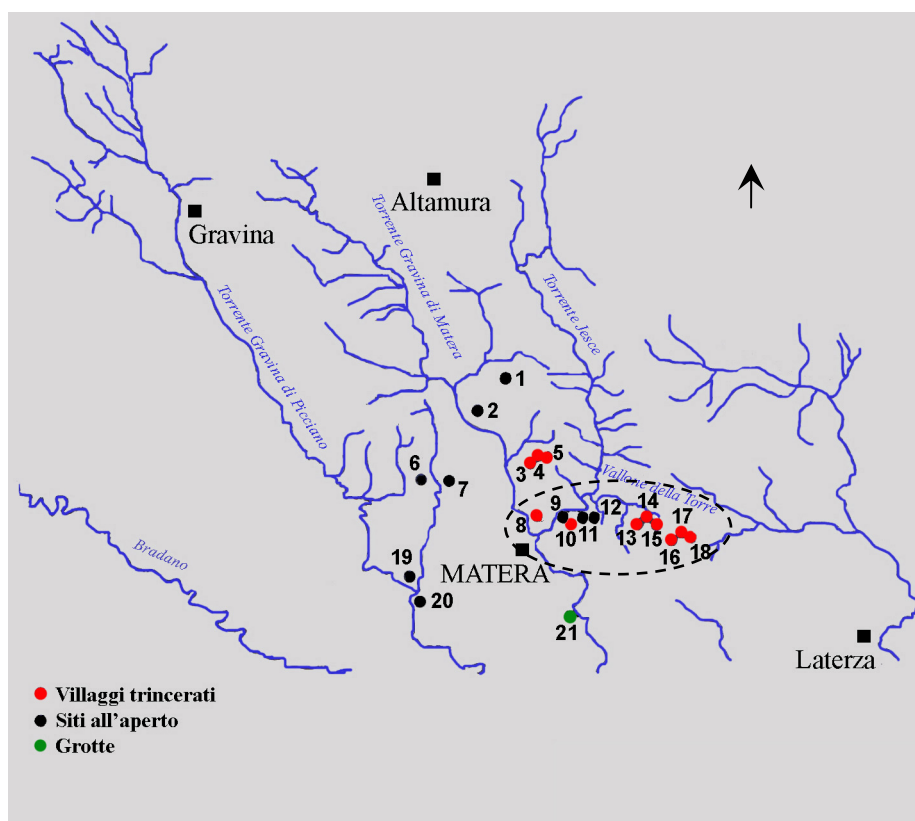 Altamura
Gravina
Torrente Gravina di Matera
Torrente Jesce
Torrente Gravina di Picciano
1
2
5
4
3
6
7
Vallone della Torre
9
12
14
8
17
10
11
13
15
16
18
MATERA
Bradano
19
20
21
Laterza
Villaggi trincerati
Siti all’aperto
Grotte